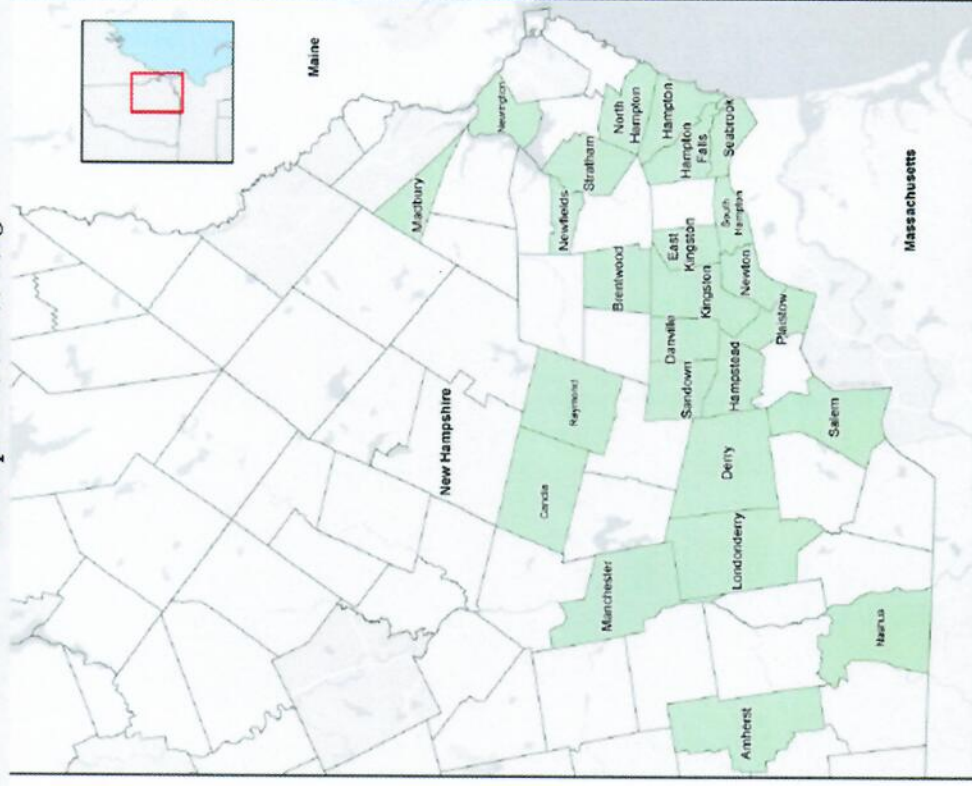 Maine
Newington
Madbury
North
Hampton
Hampton
Hampton
Falls
Seabrook
Stratham
Newfields
South
Hampton
East
Kingston
Brentwood
Kingston
Newton
Plaistow
Danville
Sandown
Hampstead
Massachusetts
New Hampshire
Raymond
Candia
Derry
Salem
Londonderry
Manchester
Nashua
Amherst